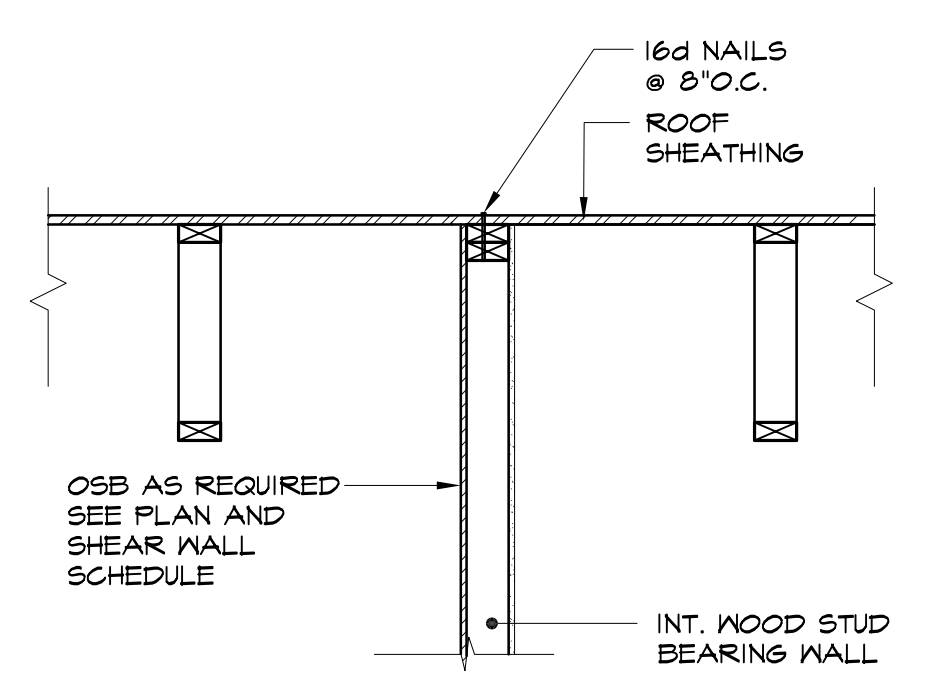 16d NAILS
@ 8"O.C.
ROOF
SHEATHING
OSB AS REQUIRED
SEE PLAN AND
SHEAR WALL
SCHEDULE
INT. WOOD STUD
BEARING WALL